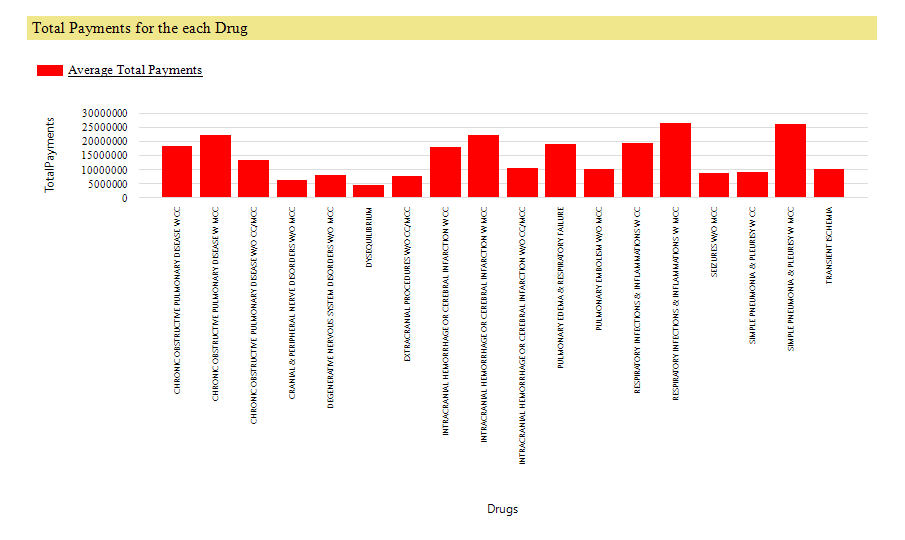 Total Payments for the each Drug
Average Total Payments
TotalPayments
30000000
25000000
20000000
15000000
10000000
5000000
0
CHRONIC OBSTRUCTIVE PULMONARY DISEASE W CC
CHRONIC OBSTRUCTIVE PULMONARY DISEASE W MCC
CHRONIC OBSTRUCTIVE PULMONARY DISEASE W/O CC/MCC
CRANIAL & PERIPHERAL NERVE DISORDERS W/O MCC
DEGENERATIVE NERVOUS SYSTEM DISORDERS W/O MCC
DYSEQUILIBRIUM
EXTRACRANIAL PROCEDURES W/O CC/MCC
INTRACRANIAL HEMORRHAGE OR CEREBRAL INFARCTION W CC
INTRACRANIAL HEMORRHAGE OR CEREBRAL INFARCTION W MCC
INTRACRANIAL HEMORRHAGE OR CEREBRAL INFARCTION W/O CC/MCC
PULMONARY EDEMA & RESPIRATORY FAILURE
PULMONARY EMBOLISM W/O MCC
RESPIRATORY INFECTIONS & INFLAMMATIONS W CC
RESPIRATORY INFECTIONS & INFLAMMATIONS W MCC
SEIZURES W/O MCC
SIMPLE PNEUMONIA & PLEURISY W CC
SIMPLE PNEUMONIA & PLEURISY W MCC
TRANSIENT ISCHEMIA
Drugs